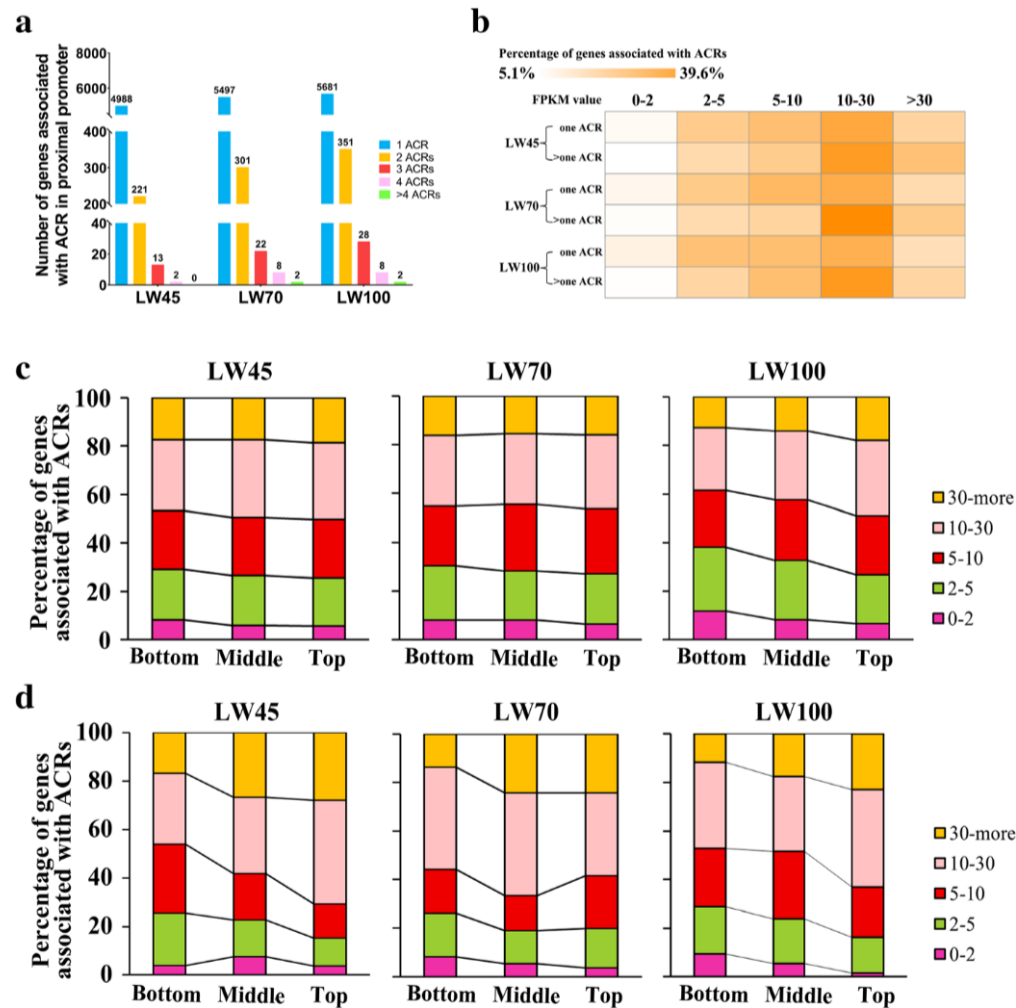 a
Number of genes associated
with ACR in proximal promoter
8000
6000
400
300
200
40
20
0
4988
221
13
2
0
5497
301
22
8
2
5681
351
28
8
2
LW45 LW70 LW100
1 ACR
2 ACRs
3 ACRs
4 ACRs
>4 ACRs
b
Percentage of genes associated with ACRs
5.1% 39.6%
FPKM value 0-2 2-5 5-10 10-30 >30
LW45
one ACR
>one ACR
LW70
one ACR
>one ACR
LW100
one ACR
>one ACR
c
Percentage of genes
associated with ACRs
100
80
60
40
20
0
LW45 LW70 LW100
Bottom Middle Top Bottom Middle Top Bottom Middle Top
30-more
10-30
5-10
2-5
0-2
d
Percentage of genes
associated with ACRs
100
80
60
40
20
0
LW45 LW70 LW100
Bottom Middle Top Bottom Middle Top Bottom Middle Top
30-more
10-30
5-10
2-5
0-2